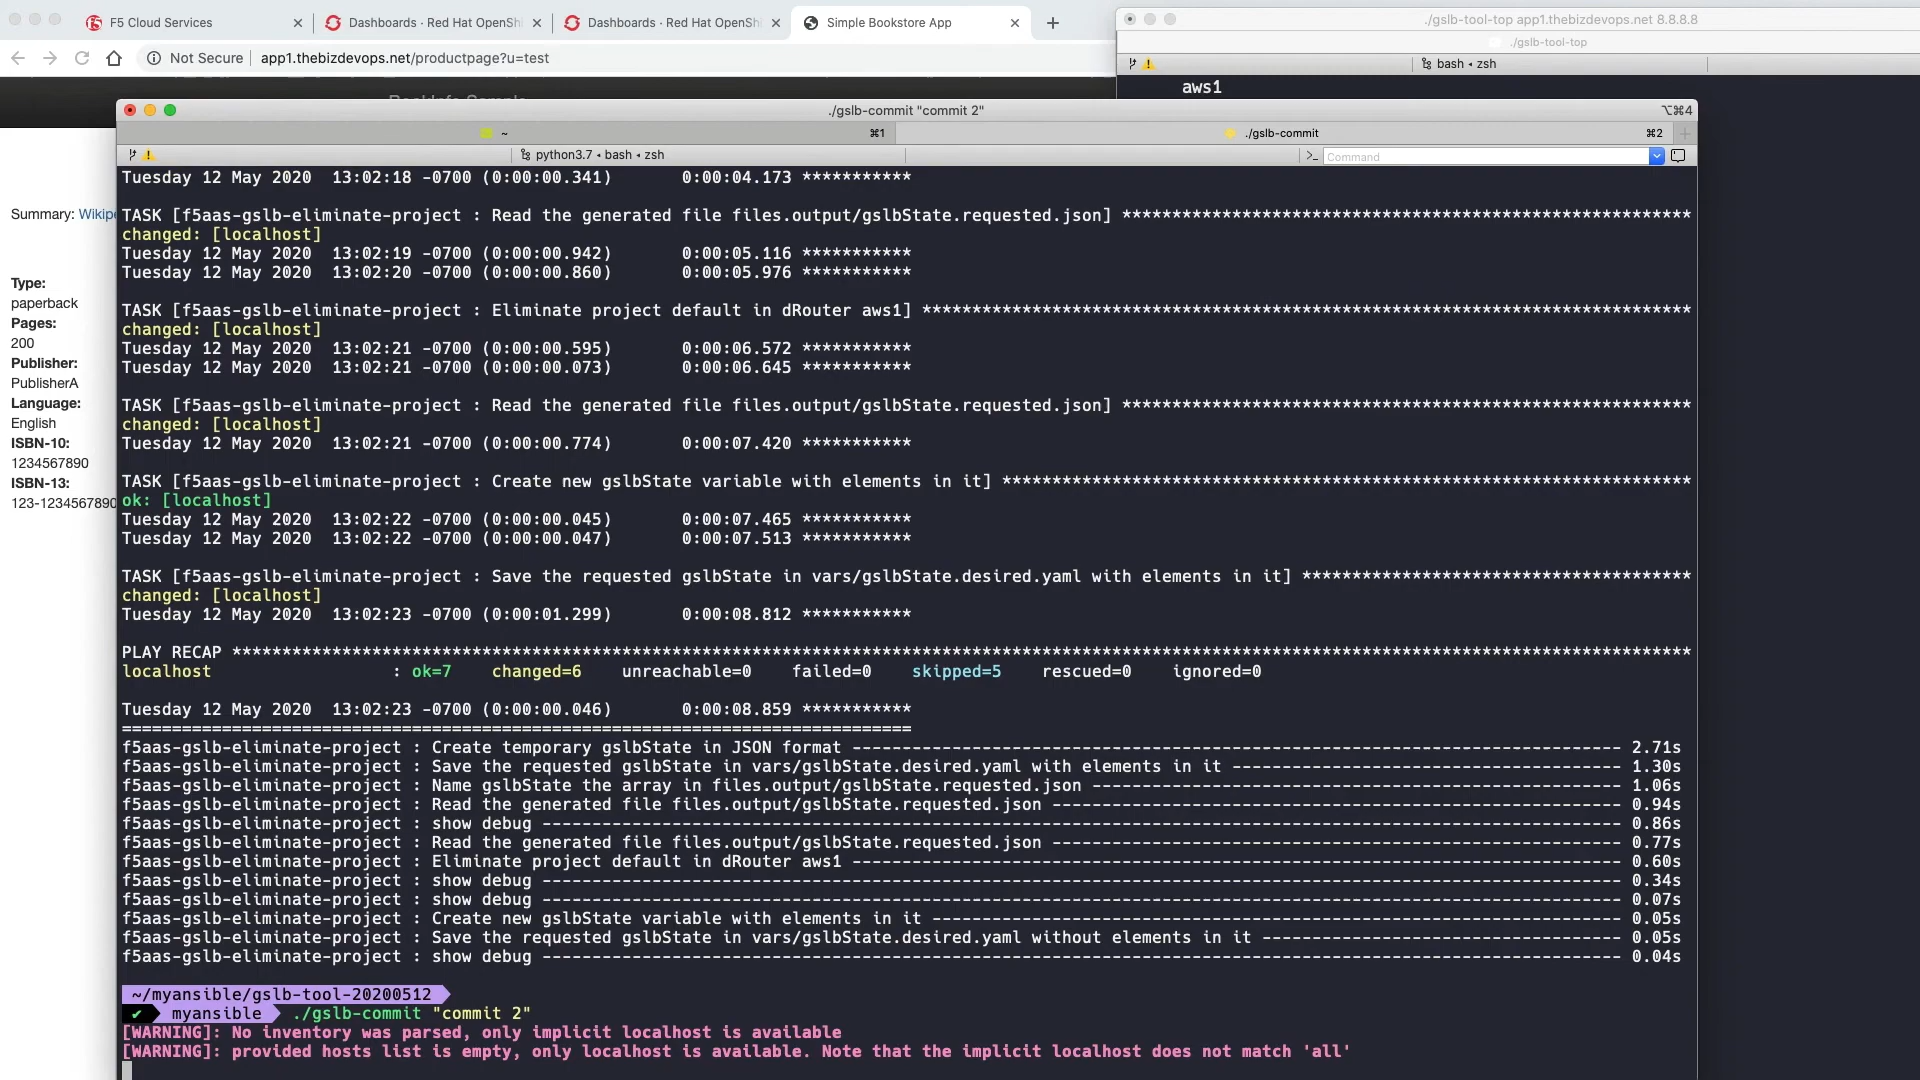 F5 Cloud Services
Dashboards · Red Hat OpenShi
Dashboards · Red Hat OpenShi
Simple Bookstore App
./gslb-tool-top app1.thebizdevops.net 8.8.8.8
./gslb-tool-top
Not Secure
app1.thebizdevops.net/productpage?u=test
bash ◂ zsh
aws1
./gslb-commit "commit 2"
⌥⌘4
~
⌘1
./gslb-commit
⌘2
python3.7 ◂ bash ◂ zsh
Command
Summary: Wikipe
Type:
paperback
Pages:
200
Publisher:
PublisherA
Language:
English
ISBN-10:
1234567890
ISBN-13:
123-1234567890
Tuesday 12 May 2020  13:02:18 -0700 (0:00:00.341)       0:00:04.173 ***********
TASK [f5aas-gslb-eliminate-project : Read the generated file files.output/gslbState.requested.json] *********************************************************
changed: [localhost]
Tuesday 12 May 2020  13:02:19 -0700 (0:00:00.942)       0:00:05.116 ***********
Tuesday 12 May 2020  13:02:20 -0700 (0:00:00.860)       0:00:05.976 ***********
TASK [f5aas-gslb-eliminate-project : Eliminate project default in dRouter aws1] *****************************************************************************
changed: [localhost]
Tuesday 12 May 2020  13:02:21 -0700 (0:00:00.595)       0:00:06.572 ***********
Tuesday 12 May 2020  13:02:21 -0700 (0:00:00.073)       0:00:06.645 ***********
TASK [f5aas-gslb-eliminate-project : Read the generated file files.output/gslbState.requested.json] *********************************************************
changed: [localhost]
Tuesday 12 May 2020  13:02:21 -0700 (0:00:00.774)       0:00:07.420 ***********
TASK [f5aas-gslb-eliminate-project : Create new gslbState variable with elements in it] *********************************************************************
ok: [localhost]
Tuesday 12 May 2020  13:02:22 -0700 (0:00:00.045)       0:00:07.465 ***********
Tuesday 12 May 2020  13:02:22 -0700 (0:00:00.047)       0:00:07.513 ***********
TASK [f5aas-gslb-eliminate-project : Save the requested gslbState in vars/gslbState.desired.yaml with elements in it] ***************************************
changed: [localhost]
Tuesday 12 May 2020  13:02:23 -0700 (0:00:01.299)       0:00:08.812 ***********
PLAY RECAP **************************************************************************************************************************************************
localhost                  : ok=7    changed=6    unreachable=0    failed=0    skipped=5    rescued=0    ignored=0
Tuesday 12 May 2020  13:02:23 -0700 (0:00:00.046)       0:00:08.859 ***********
===============================================================================
f5aas-gslb-eliminate-project : Create temporary gslbState in JSON format ----------------------------------------------------------------------------- 2.71s
f5aas-gslb-eliminate-project : Save the requested gslbState in vars/gslbState.desired.yaml with elements in it --------------------------------------- 1.30s
f5aas-gslb-eliminate-project : Name gslbState the array in files.output/gslbState.requested.json ----------------------------------------------------- 1.06s
f5aas-gslb-eliminate-project : Read the generated file files.output/gslbState.requested.json --------------------------------------------------------- 0.94s
f5aas-gslb-eliminate-project : show debug ------------------------------------------------------------------------------------------------------------ 0.86s
f5aas-gslb-eliminate-project : Read the generated file files.output/gslbState.requested.json --------------------------------------------------------- 0.77s
f5aas-gslb-eliminate-project : Eliminate project default in dRouter aws1 ----------------------------------------------------------------------------- 0.60s
f5aas-gslb-eliminate-project : show debug ------------------------------------------------------------------------------------------------------------ 0.34s
f5aas-gslb-eliminate-project : show debug ------------------------------------------------------------------------------------------------------------ 0.07s
f5aas-gslb-eliminate-project : Create new gslbState variable with elements in it --------------------------------------------------------------------- 0.05s
f5aas-gslb-eliminate-project : Save the requested gslbState in vars/gslbState.desired.yaml without elements in it ------------------------------------ 0.05s
f5aas-gslb-eliminate-project : show debug ------------------------------------------------------------------------------------------------------------ 0.04s
~/myansible/gslb-tool-20200512
✔ myansible ./gslb-commit "commit 2"
[WARNING]: No inventory was parsed, only implicit localhost is available
[WARNING]: provided hosts list is empty, only localhost is available. Note that the implicit localhost does not match 'all'